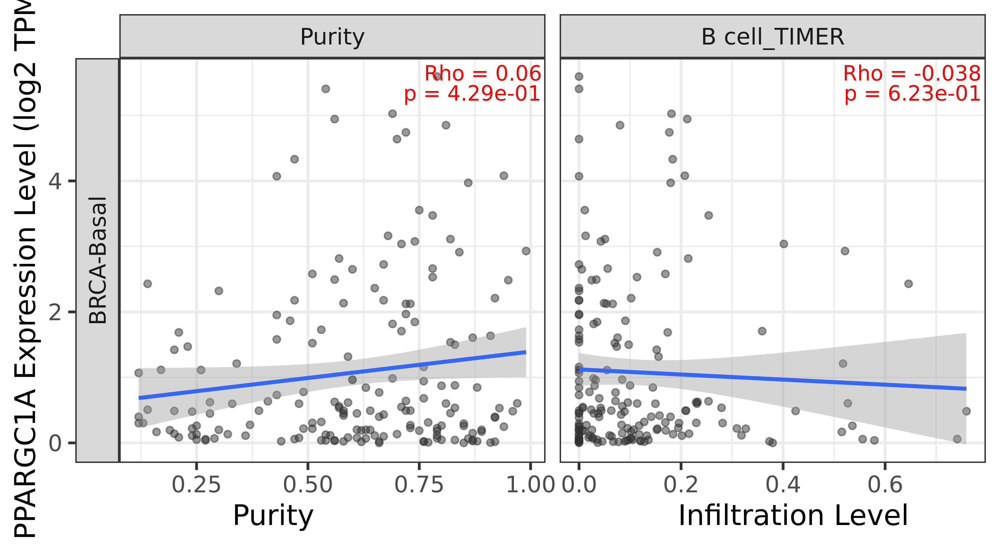 PPARGC1A Expression Level (log2 TPM
BRCA-Basal
Purity
B cell_TIMER
Rho = 0.06
p = 4.29e-01
Rho = -0.038
p = 6.23e-01
4
2
0
0.25 0.50 0.75 1.00
0.0 0.2 0.4 0.6
Purity
Infiltration Level